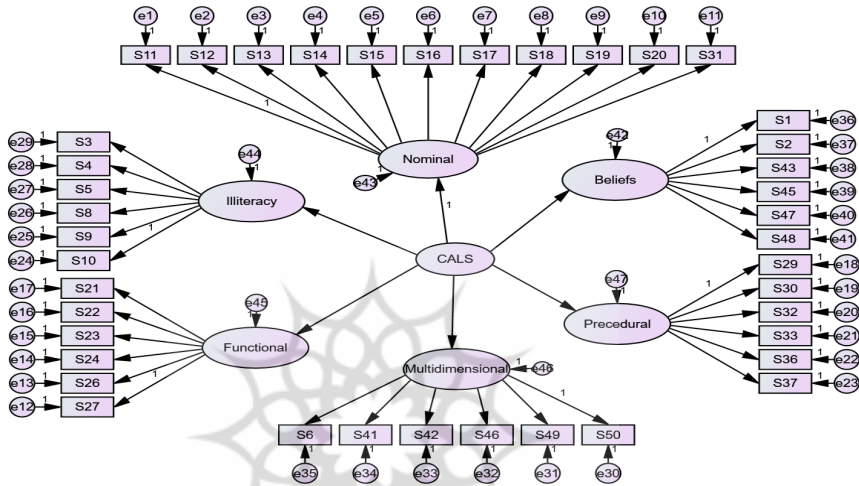 e1 e2 e3 e4 e5 e6 e7 e8 e9 e10 e11
1 1 1 1 1 1 1 1 1 1 1
S11 S12 S13 S14 S15 S16 S17 S18 S19 S20 S31
1
e29 1 S3
e28 1 S4
e27 1 S5
e26 1 S8
e25 1 S9
e24 1 S10
1
e44
1
Illiteracy
Nominal
e43 1
1
e42
1
Beliefs
1
S1 1 e36
S2 1 e37
S43 1 e38
S45 1 e39
S47 1 e40
S48 1 e41
CALS
e17 1 S21
e16 1 S22
e15 1 S23
e14 1 S24
e13 1 S26
e12 1 S27
1
e45
1
Functional
e47
1
Precedural
1
S29 1 e18
S30 1 e19
S32 1 e20
S33 1 e21
S36 1 e22
S37 1 e23
Multidimensional 1 e46
1
S6 S41 S42 S46 S49 S50
1 1 1 1 1 1
e35 e34 e33 e32 e31 e30